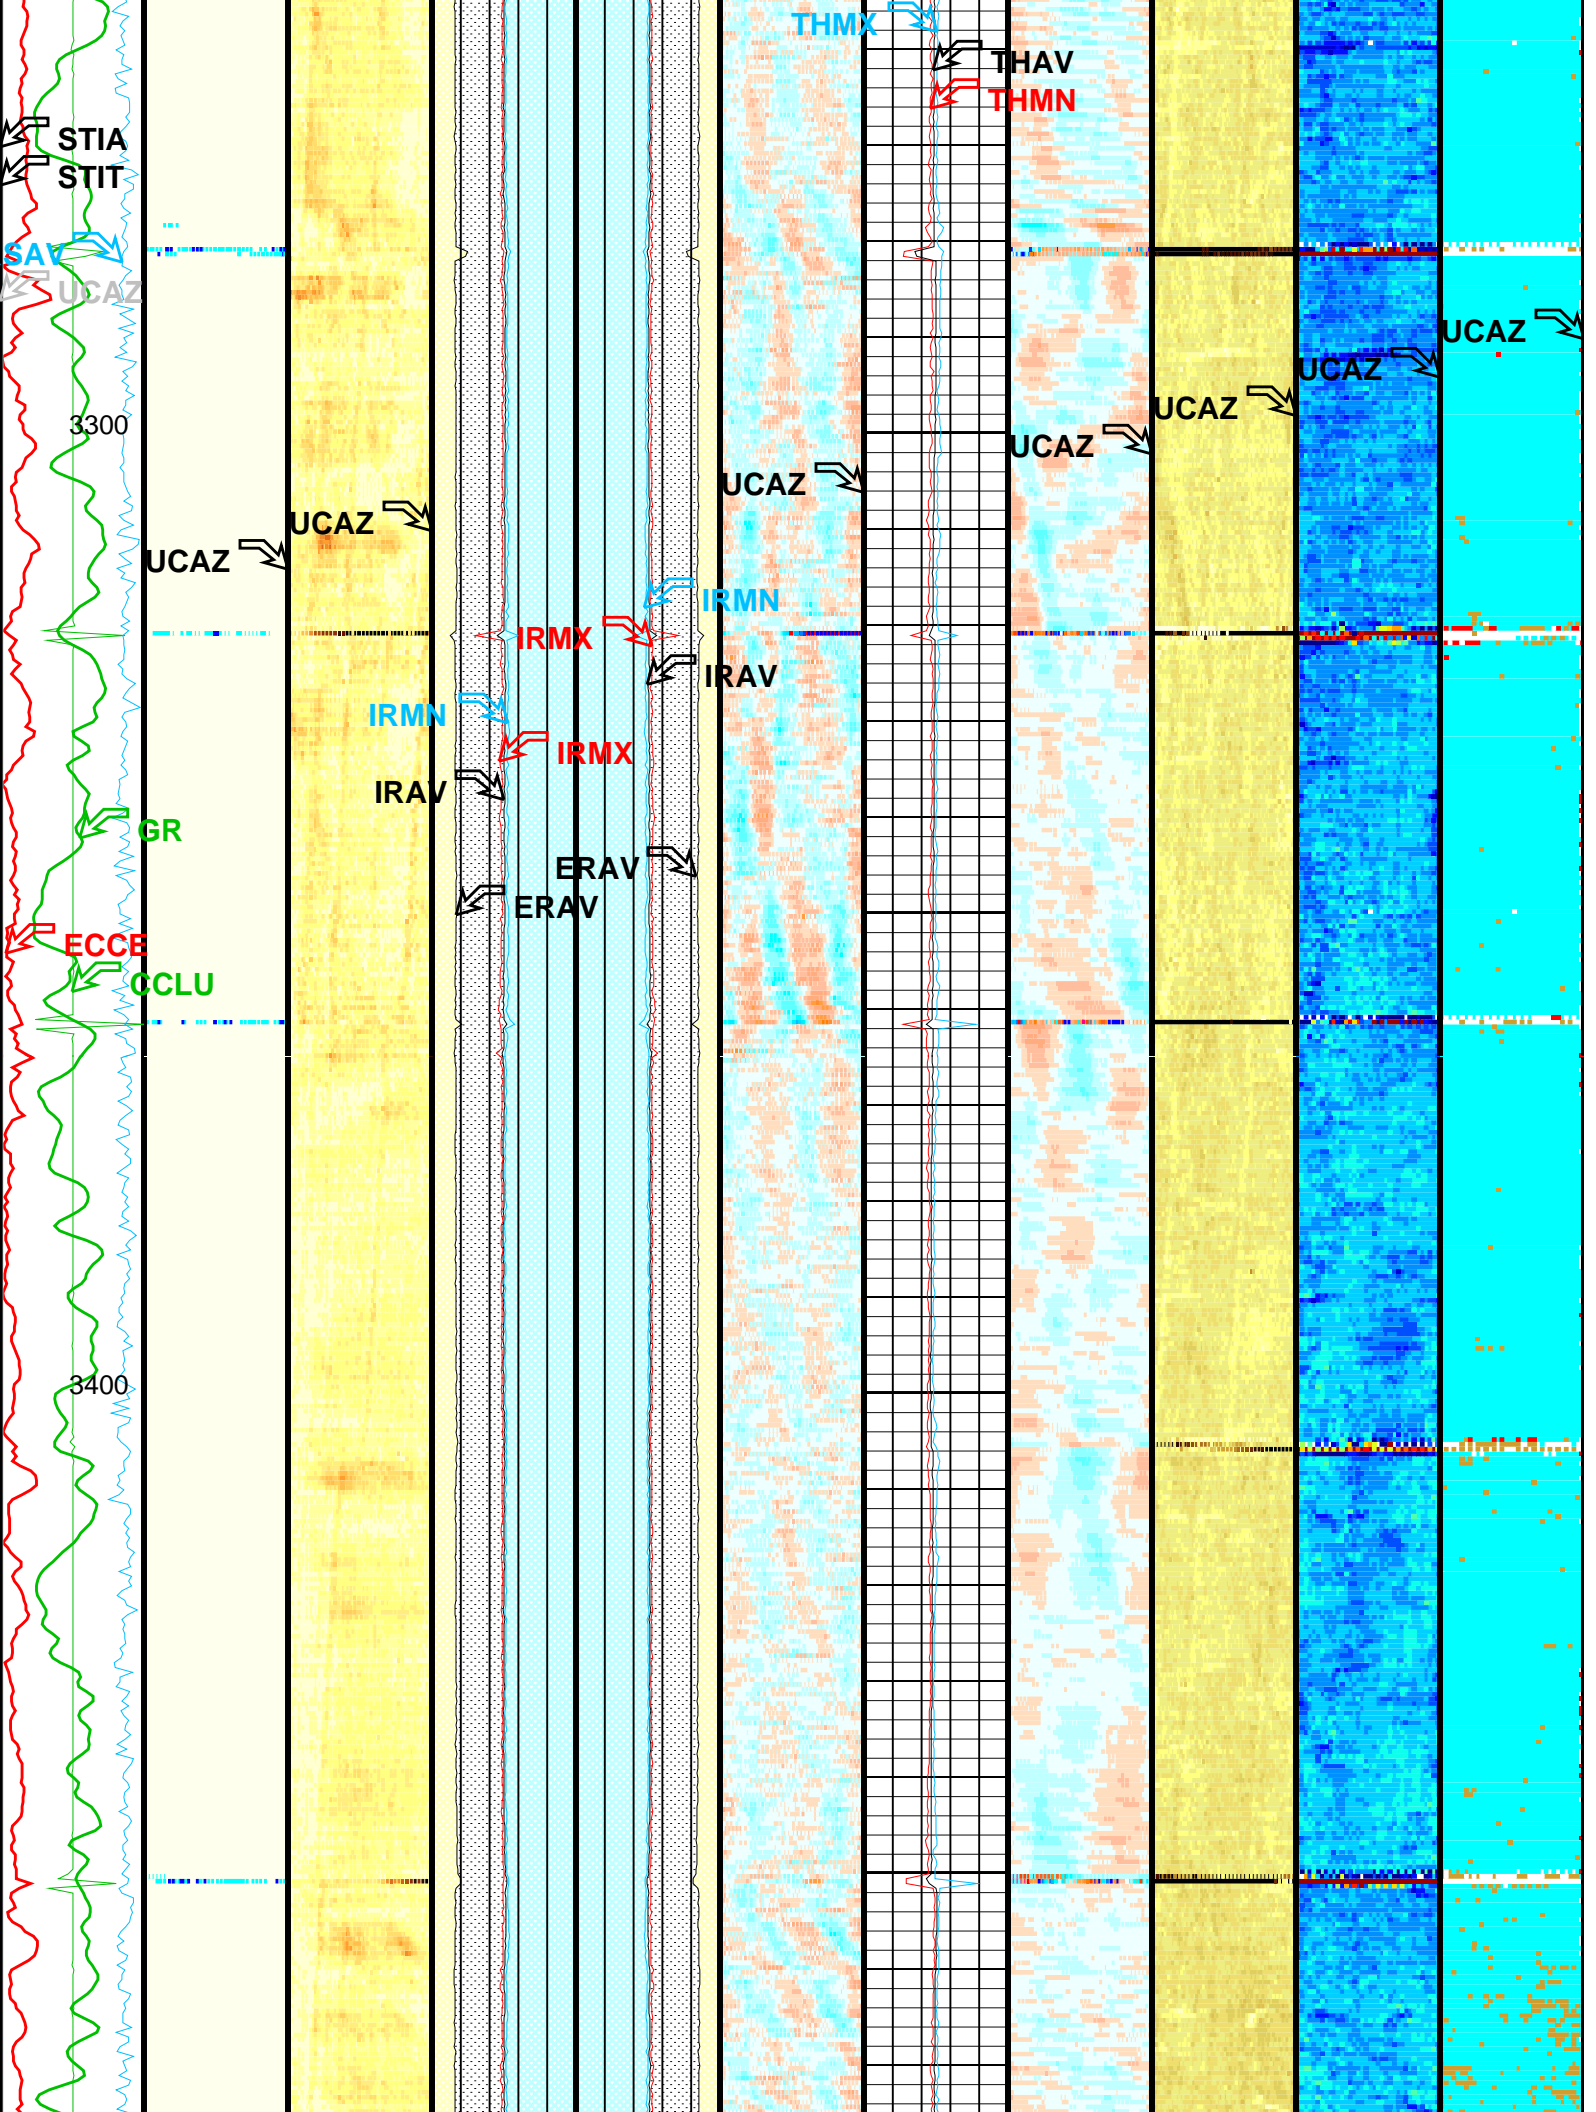 THMX
THAV
THMN
STIA
STIT
SAV
UCAZ
UCAZ
UCAZ
UCAZ
3300
UCAZ
UCAZ
UCAZ
UCAZ
IRMN
IRMX
IRAV
IRMN
IRMX
IRAV
GR
ERAV
ERAV
ECCE
CCLU
3400
UCAZ